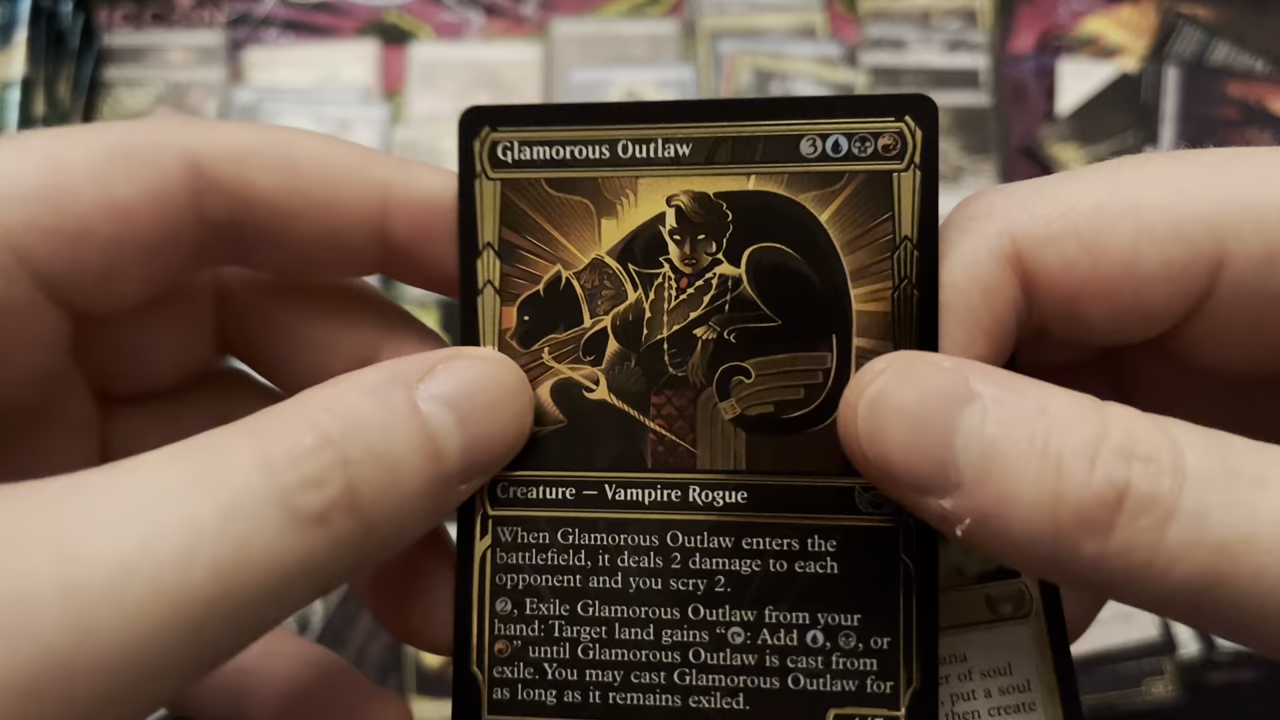 Glamorous Outlaw 3
Creature — Vampire Rogue
When Glamorous Outlaw enters the
battlefield, it deals 2 damage to each
opponent and you scry 2.
2, Exile Glamorous Outlaw from your
hand: Target land gains “: Add , , or
” until Glamorous Outlaw is cast from
exile. You may cast Glamorous Outlaw for
as long as it remains exiled.
of soul
, put a soul
then create